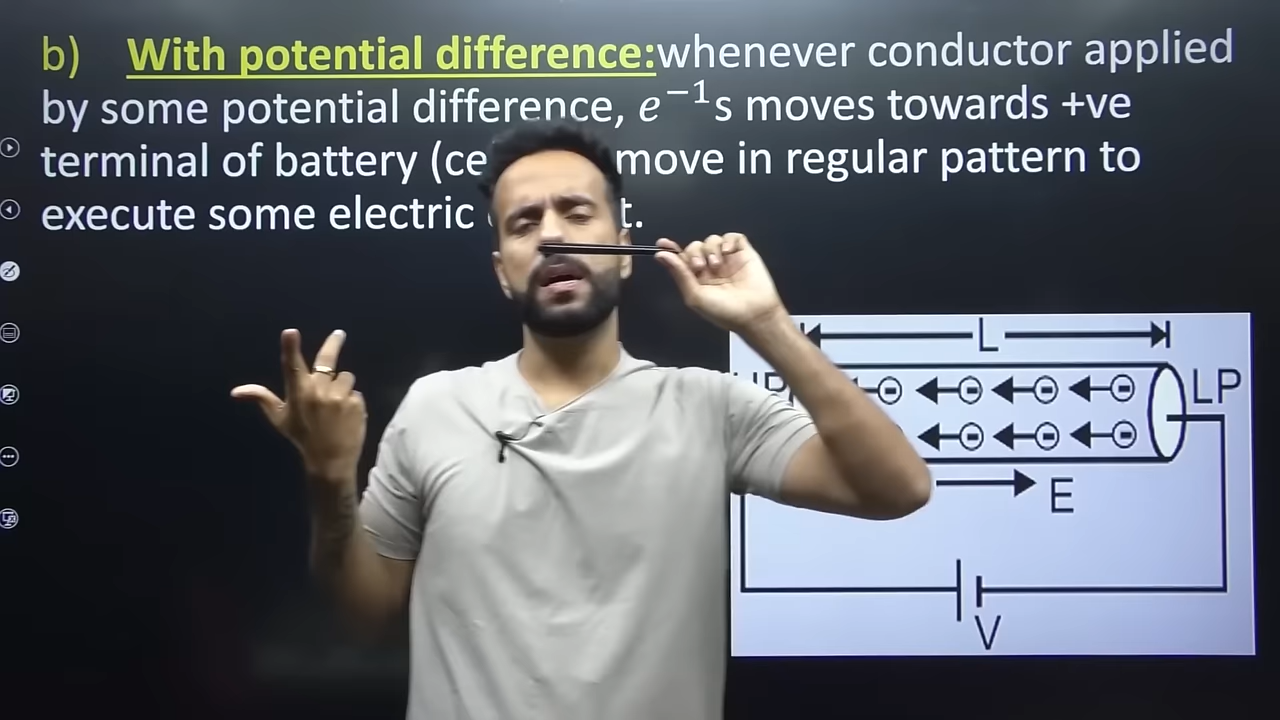 b) With potential difference:whenever conductor applied
by some potential difference, e⁻¹s moves towards +ve
terminal of battery (ce move in regular pattern to
execute some electric t.
L
LP
E
V